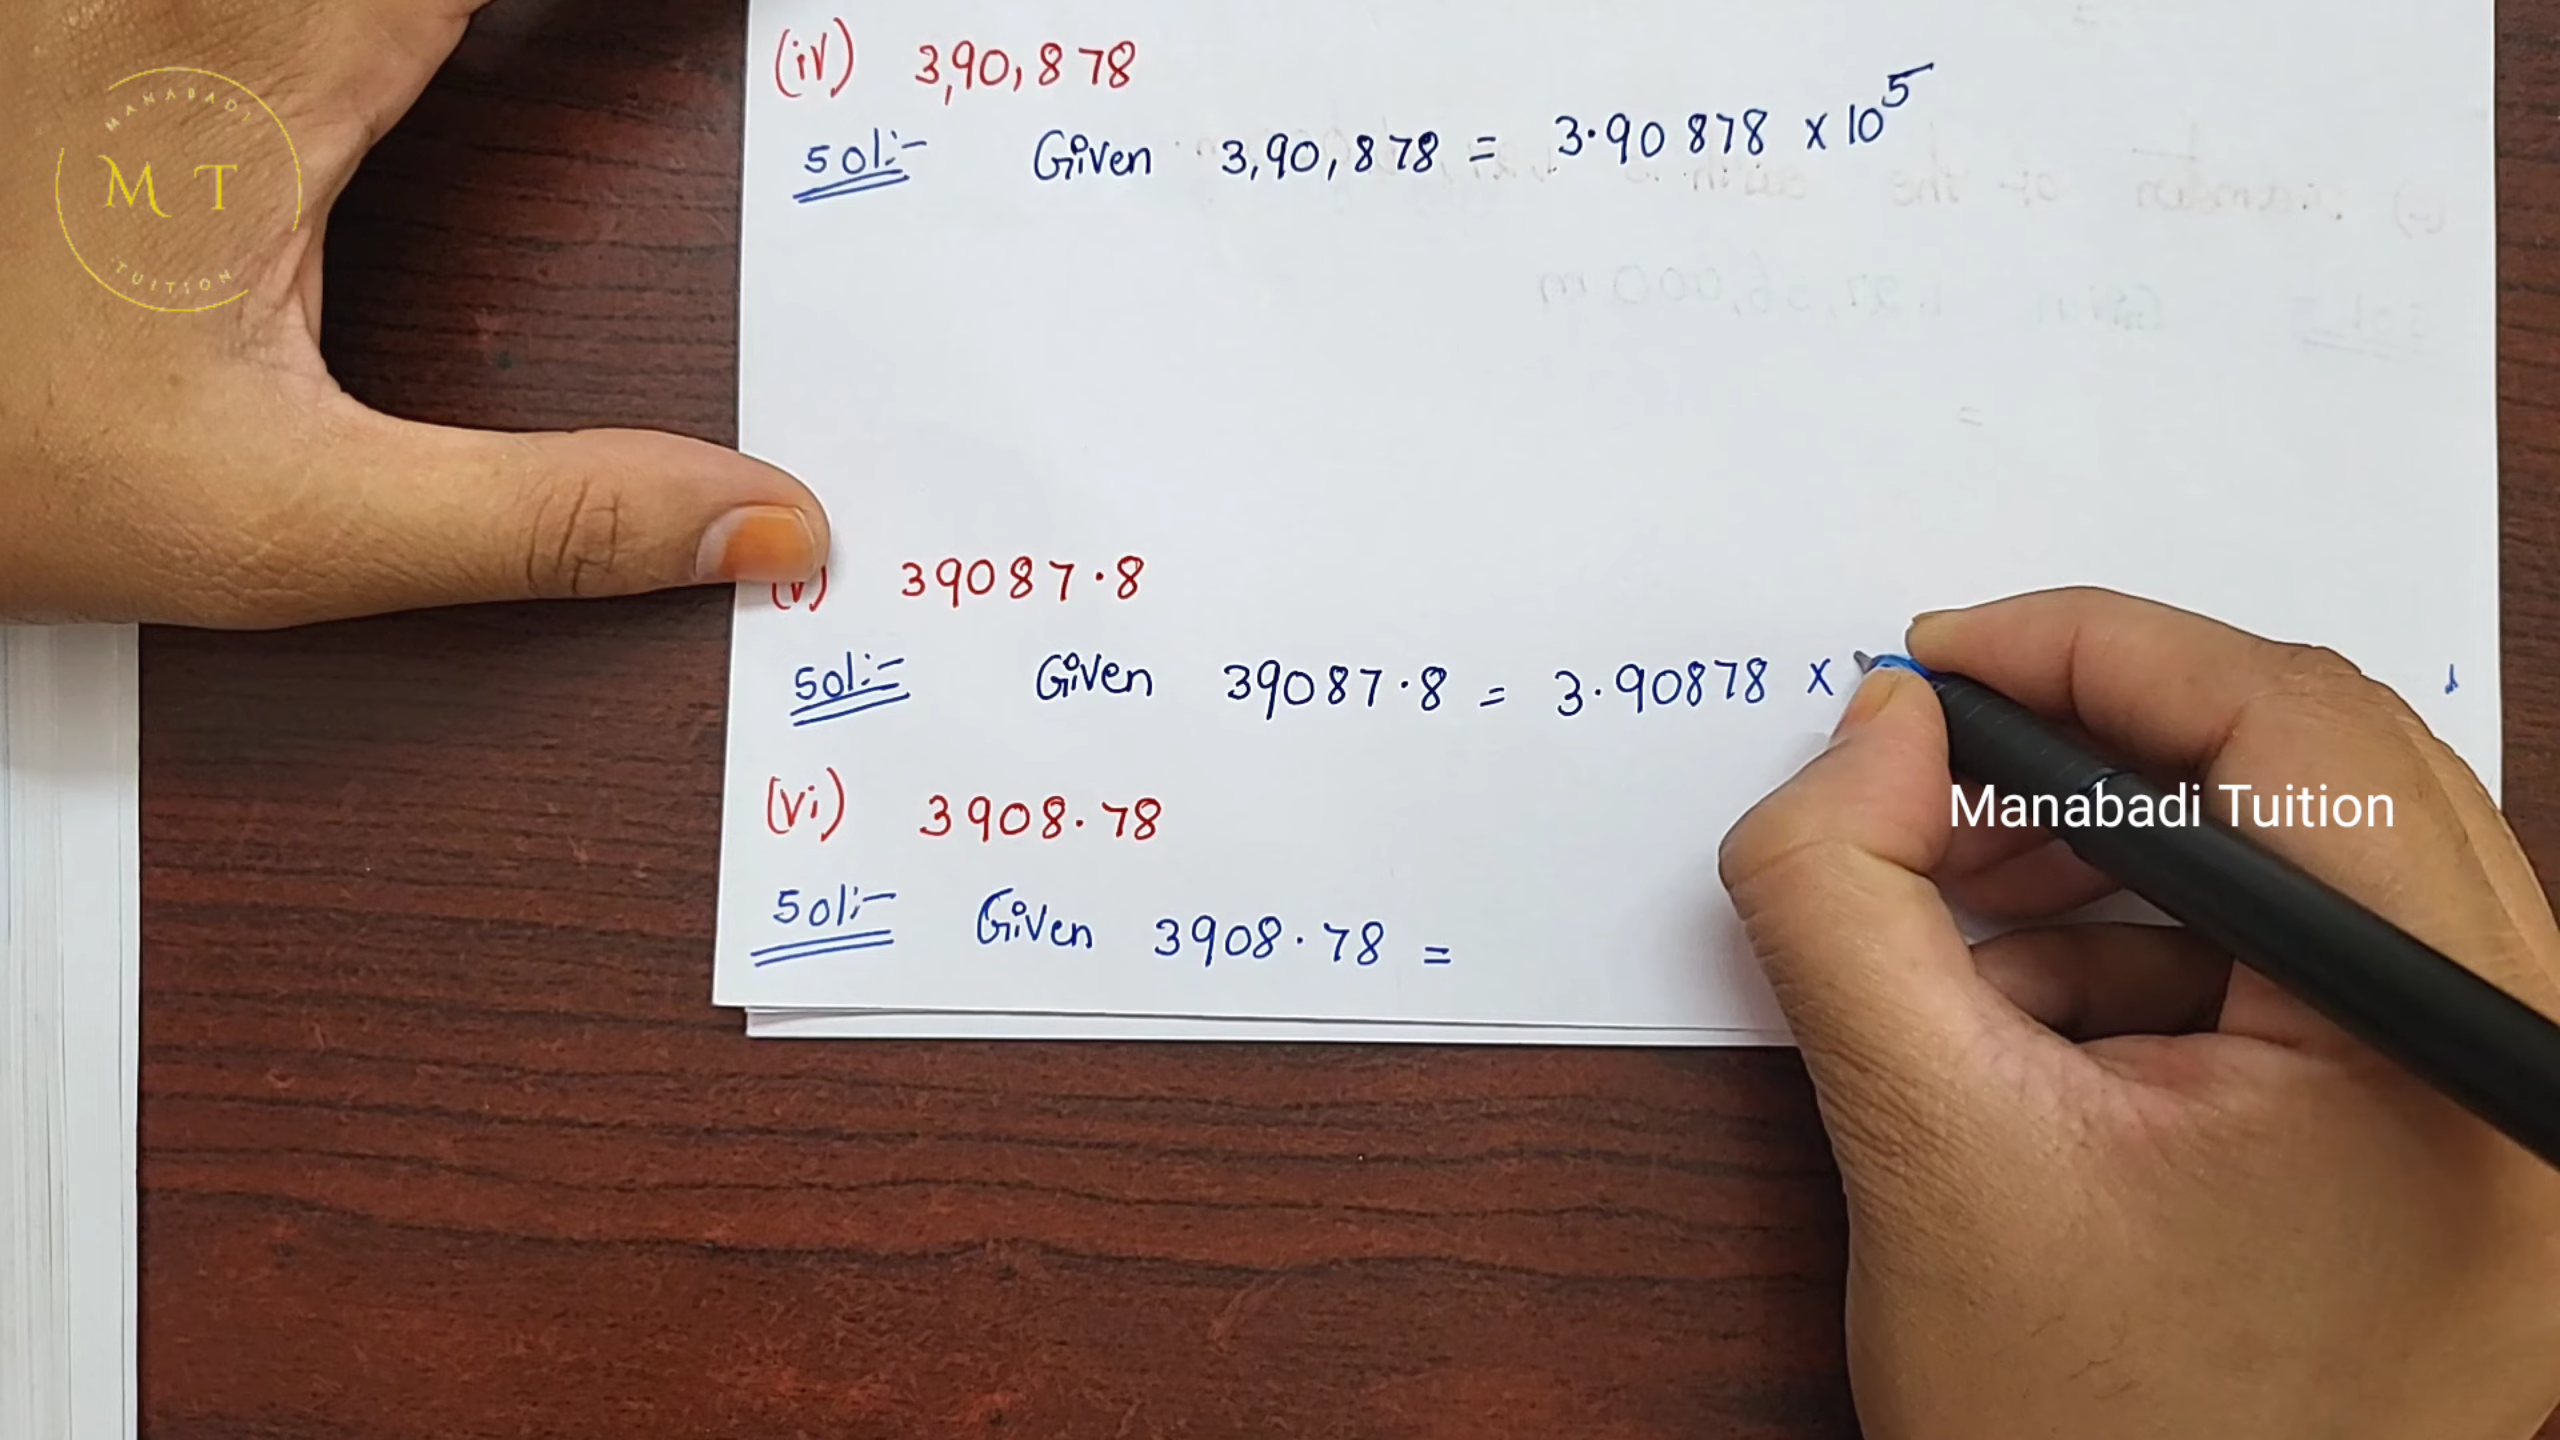 MANABADI
MT
TUITION
(iv) 3,90,878
Sol:- Given 3,90,878 = 3.90878 x 10^5
(v) 39087.8
Sol:- Given 39087.8 = 3.90878 x
Manabadi Tuition
(vi) 3908.78
Sol:- Given 3908.78 =